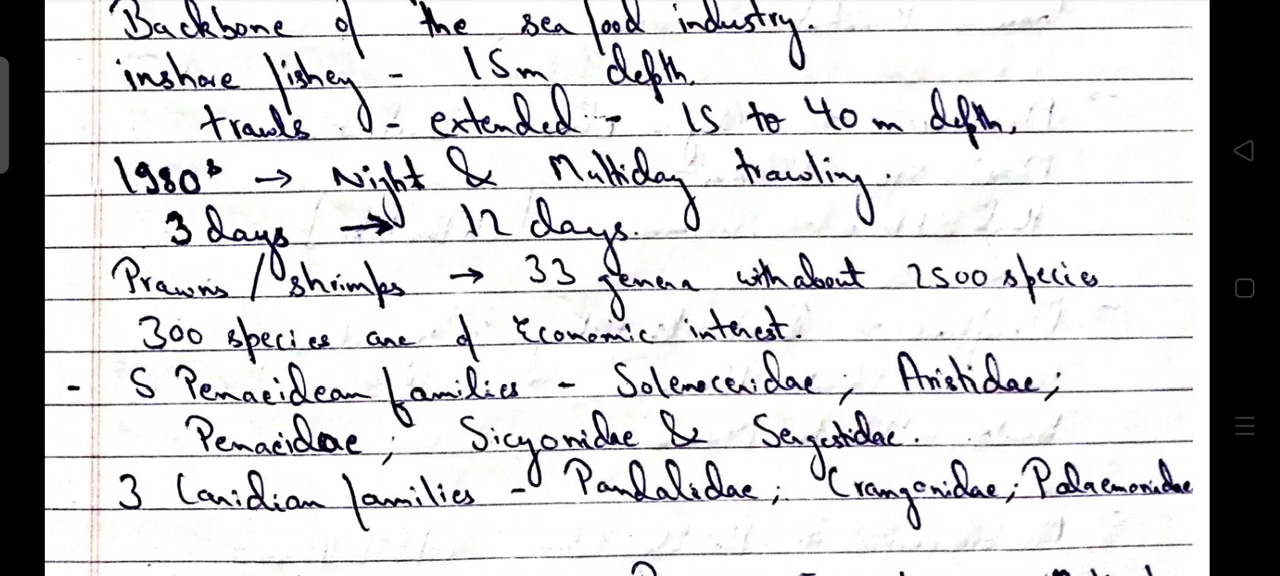 Backbone of the sea food industry.
inshore fishey - 15m depth.
trawls - extended - 15 to 40 m depth.
1980s → Night & Multiday trawling.
3 days → 12 days.
Prawns / shrimps → 33 genera with about 2500 species
300 species are of Economic interest.
- 5 Penaeidean families - Solenoceridae; Aristidae;
Penaeidae; Sicyonidae & Sergestidae.
3 Caridian families - Pandalidae; Crangonidae; Palaemonidae